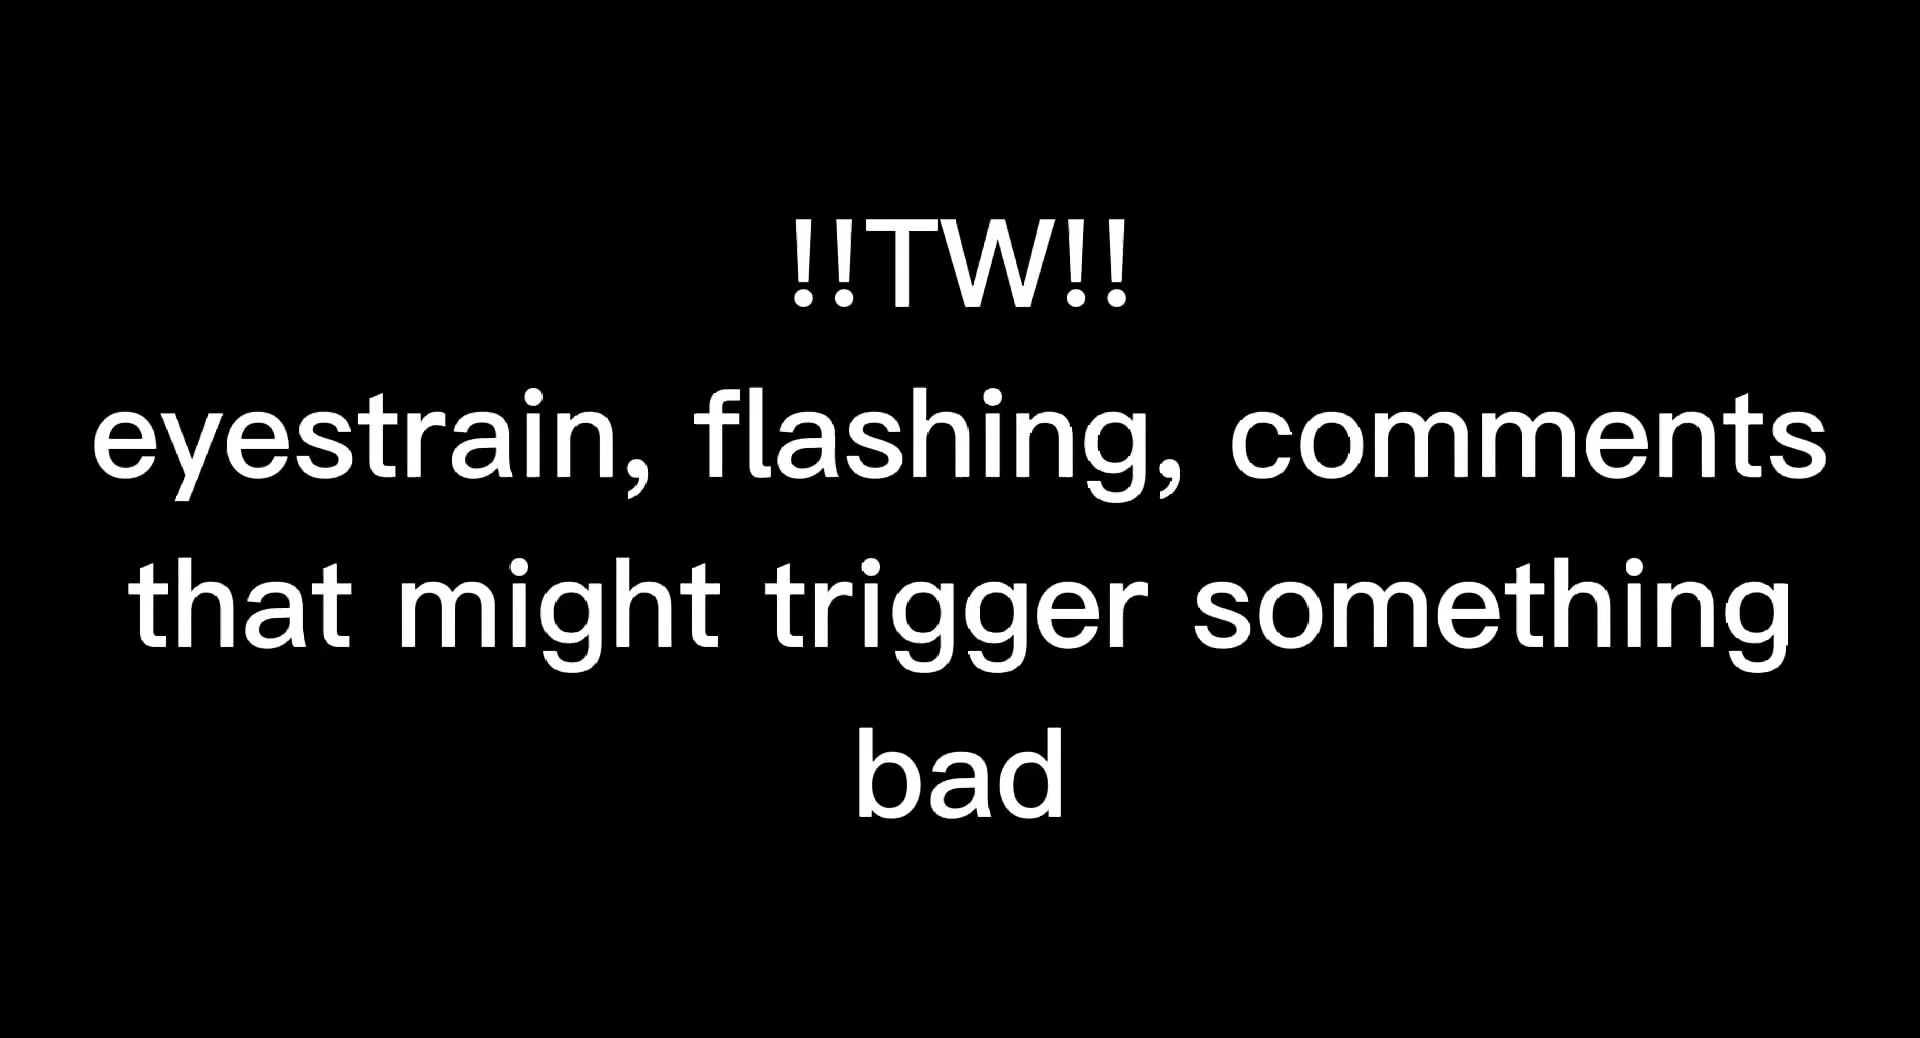 !!TW!!
eyestrain, flashing, comments
that might trigger something
bad